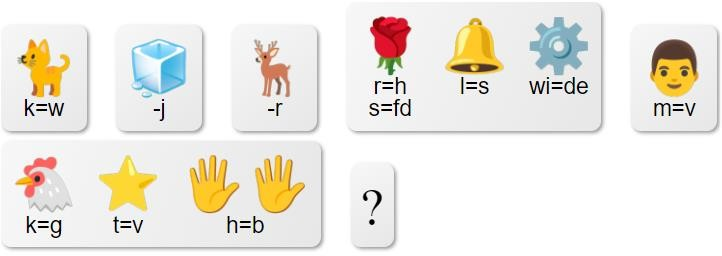 k=w -j -r r=h l=s wi=de m=v
s=fd
k=g t=v h=b ?